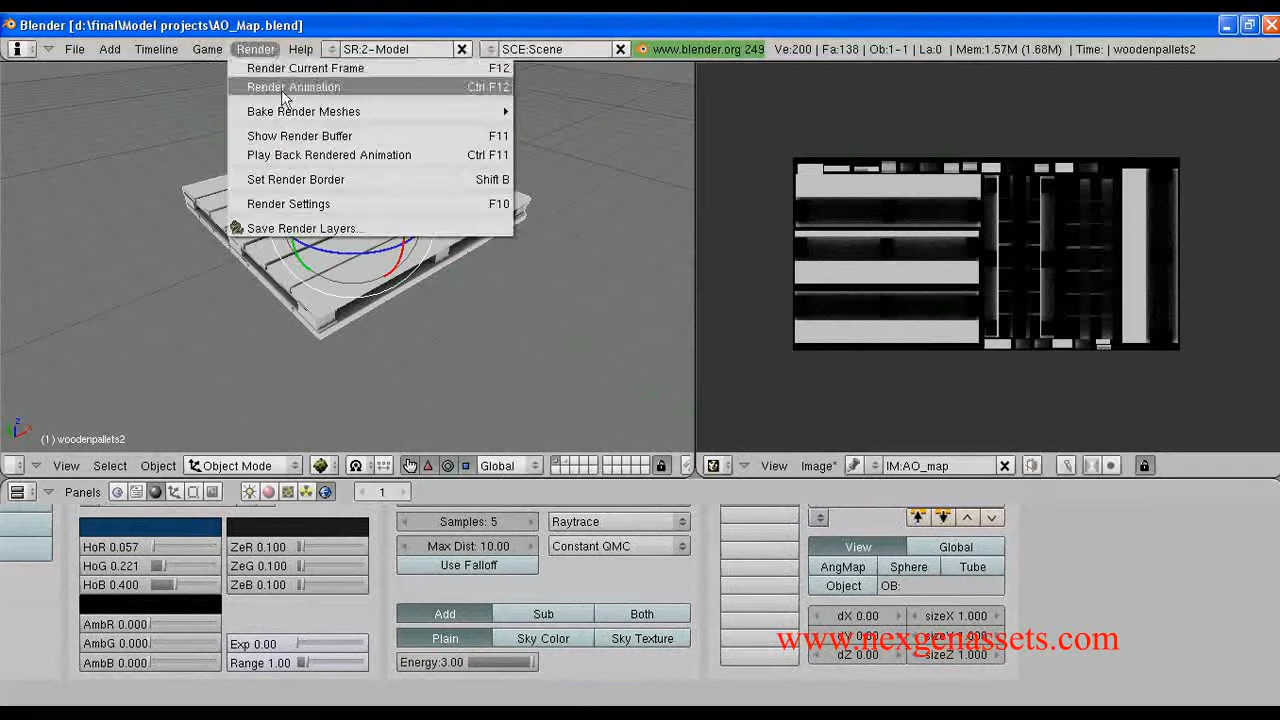 Blender [d:\final\Model projects\AO_Map.blend]
File Add Timeline Game Render Help SR:2-Model SCE:Scene www.blender.org 249 Ve:200 | Fa:138 | Ob:1-1 | La:0 | Mem:1.57M (1.68M) | Time: | woodenpallets2
Render Current Frame F12
Render Animation Ctrl F12
Bake Render Meshes
Show Render Buffer F11
Play Back Rendered Animation Ctrl F11
Set Render Border Shift B
Render Settings F10
Save Render Layers...
z
x
(1) woodenpallets2
View Select Object Object Mode Global View Image* IM:AO_map
Panels 1
Samples: 5 Raytrace
HoR 0.057 ZeR 0.100 Max Dist: 10.00 Constant QMC View Global
HoG 0.221 ZeG 0.100 Use Falloff AngMap Sphere Tube
HoB 0.400 ZeB 0.100 Object OB:
AmbR 0.000 Add Sub Both dX 0.00 sizeX 1.000
AmbG 0.000 Exp 0.00 Plain Sky Color Sky Texture dY 0.00 sizeY 1.000
AmbB 0.000 Range 1.00 Energy:3.00 dZ 0.00 sizeZ 1.000
www.nexgenassets.com